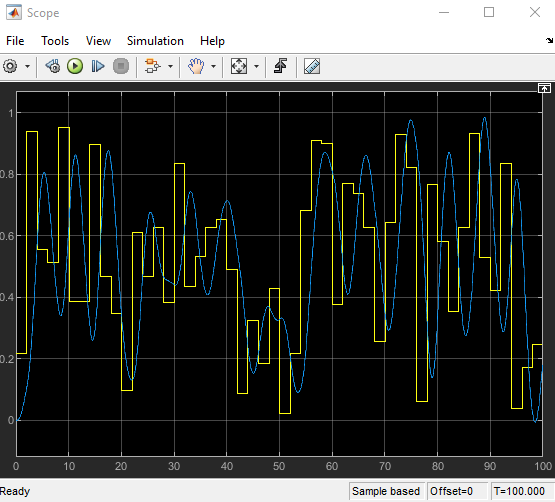 Scope
File Tools View Simulation Help
1
0.8
0.6
0.4
0.2
0
0 10 20 30 40 50 60 70 80 90 100
Ready Sample based Offset=0 T=100.000